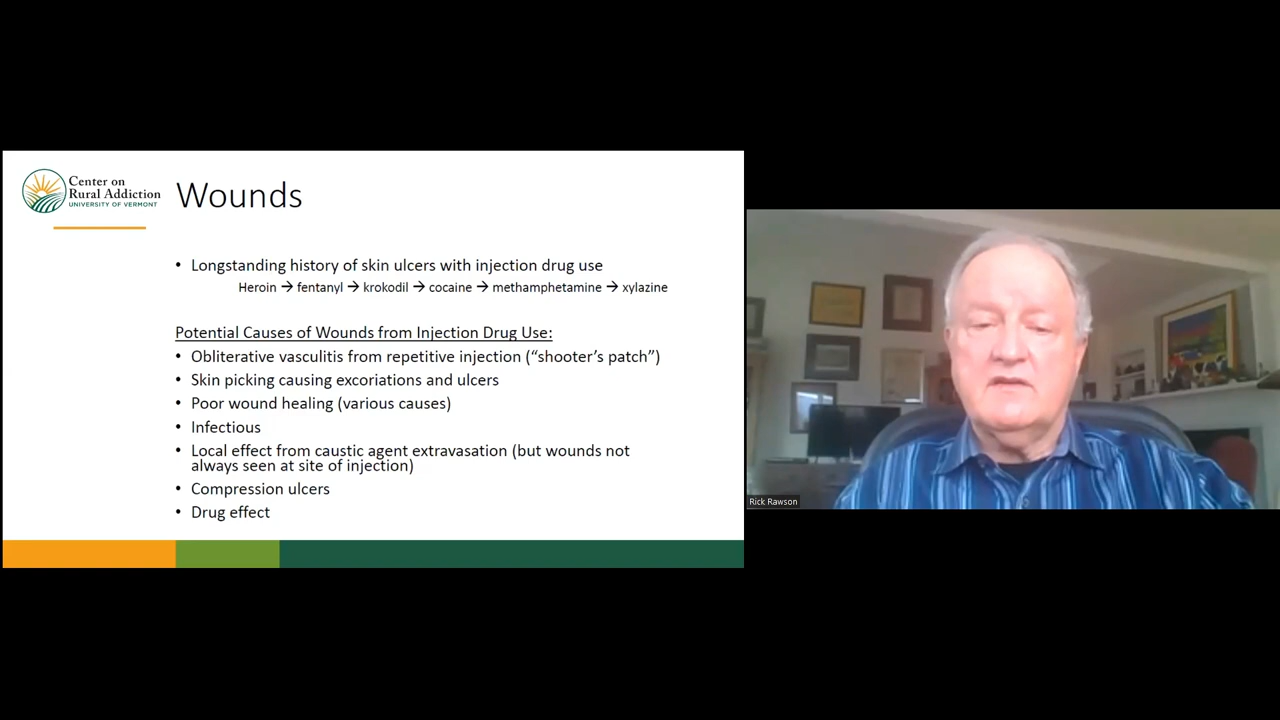 Center on
Rural Addiction
UNIVERSITY OF VERMONT
Wounds
• Longstanding history of skin ulcers with injection drug use
Heroin → fentanyl → krokodil → cocaine → methamphetamine → xylazine
Potential Causes of Wounds from Injection Drug Use:
• Obliterative vasculitis from repetitive injection (“shooter’s patch”)
• Skin picking causing excoriations and ulcers
• Poor wound healing (various causes)
• Infectious
• Local effect from caustic agent extravasation (but wounds not
always seen at site of injection)
• Compression ulcers
• Drug effect
Rick Rawson